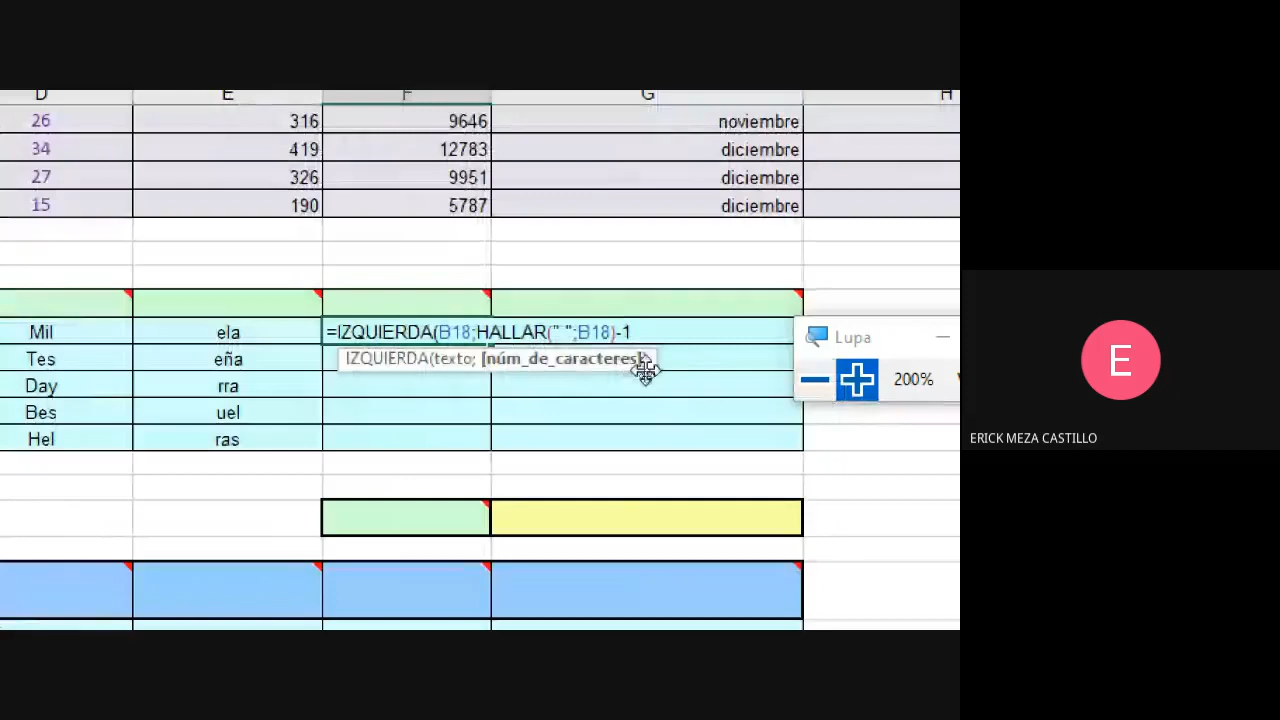 D E F G H
26 316 9646 noviembre
34 419 12783 diciembre
27 326 9951 diciembre
15 190 5787 diciembre
Mil ela =IZQUIERDA(B18;HALLAR(" ";B18)-1
Lupa
Tes eña IZQUIERDA(texto; [núm_de_caracteres])
Day rra
200%
Bes uel
Hel ras
E
ERICK MEZA CASTILLO